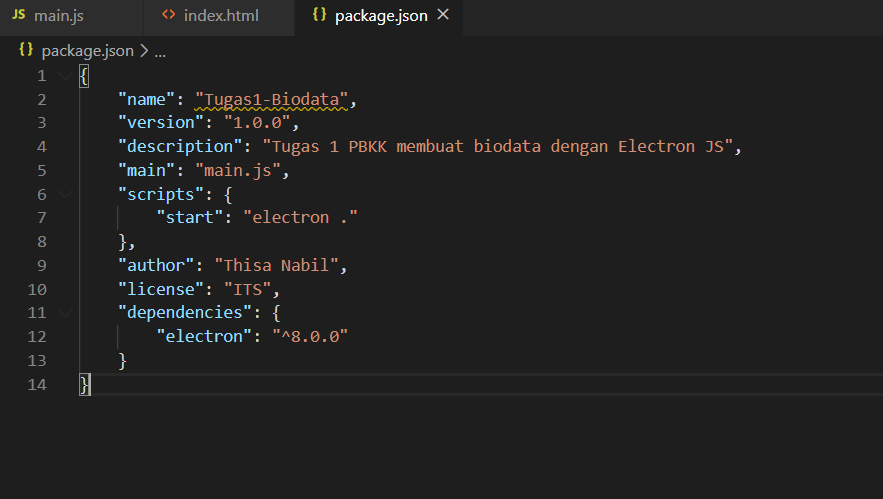 JS main.js <> index.html {} package.json ×
{} package.json > ...
1 {
2 "name": "Tugas1-Biodata",
3 "version": "1.0.0",
4 "description": "Tugas 1 PBKK membuat biodata dengan Electron JS",
5 "main": "main.js",
6 "scripts": {
7 "start": "electron ."
8 },
9 "author": "Thisa Nabil",
10 "license": "ITS",
11 "dependencies": {
12 "electron": "^8.0.0"
13 }
14 }